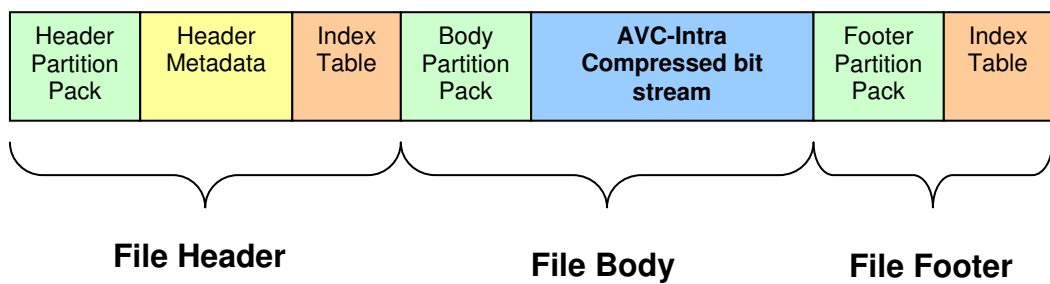 Header
Partition
Pack
Header
Metadata
Index
Table
Body
Partition
Pack
AVC-Intra
Compressed bit
stream
Footer
Partition
Pack
Index
Table
File Header
File Body
File Footer